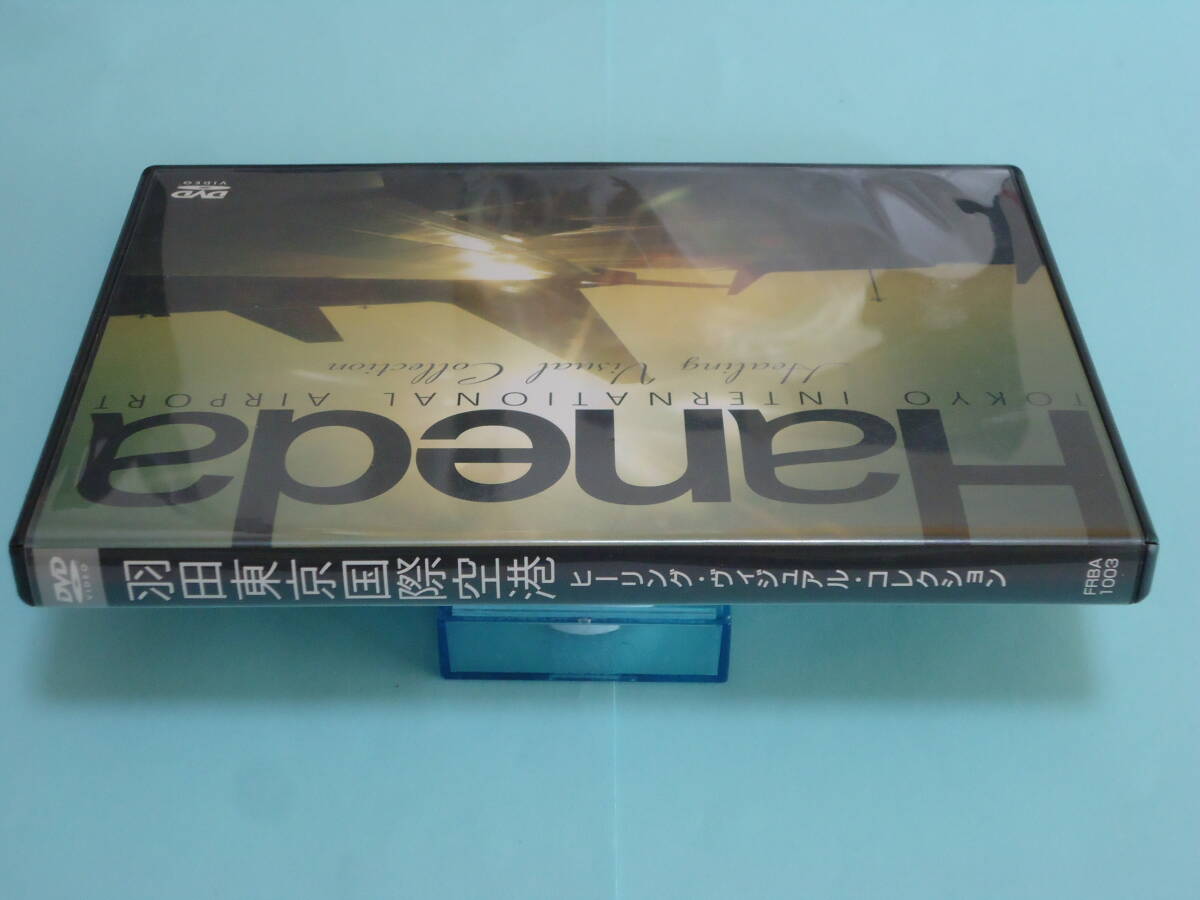 DVD
VIDEO
Healing Visual Collection
TOKYO INTERNATIONAL AIRPORT
Haneda
DVD
VIDEO
羽田東京国際空港 ヒーリング・ヴィジュアル・コレクション
FRBA
1003